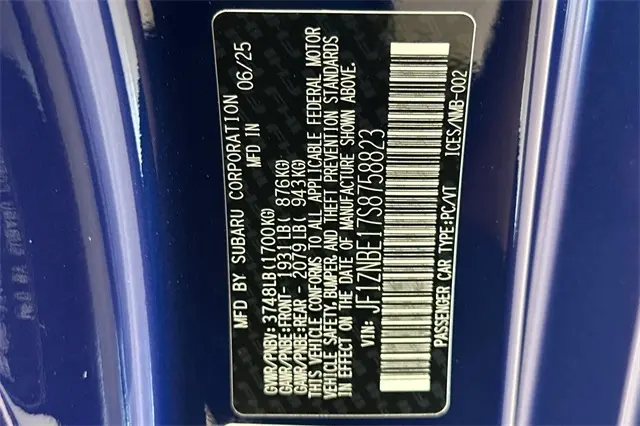 MFD BY SUBARU CORPORATION
MFD IN 06/25
GVWR/PNBV: 3748LB(1700KG)
GAWR/PNBE:FRONT- 1931LB( 876KG)
GAWR/PNBE:REAR - 2079LB( 943KG)
THIS VEHICLE CONFORMS TO ALL APPLICABLE FEDERAL MOTOR
VEHICLE SAFETY, BUMPER, AND THEFT PREVENTION STANDARDS
IN EFFECT ON THE DATE OF MANUFACTURE SHOWN ABOVE.
VIN: JF1ZNBE17S8758823
PASSENGER CAR TYPE:PC/VT ICES/NMB-002